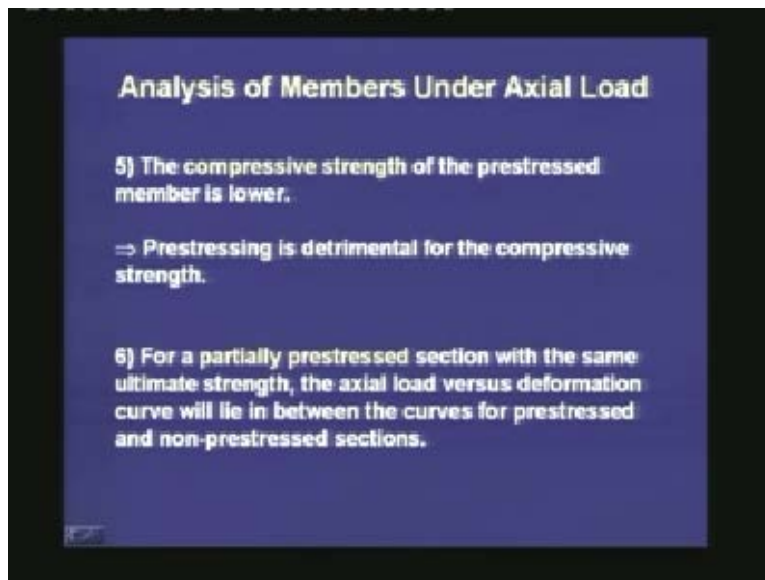 Analysis of Members Under Axial Load
5) The compressive strength of the prestressed
member is lower.
⇒ Prestressing is detrimental for the compressive
strength.
6) For a partially prestressed section with the same
ultimate strength, the axial load versus deformation
curve will lie in between the curves for prestressed
and non-prestressed sections.